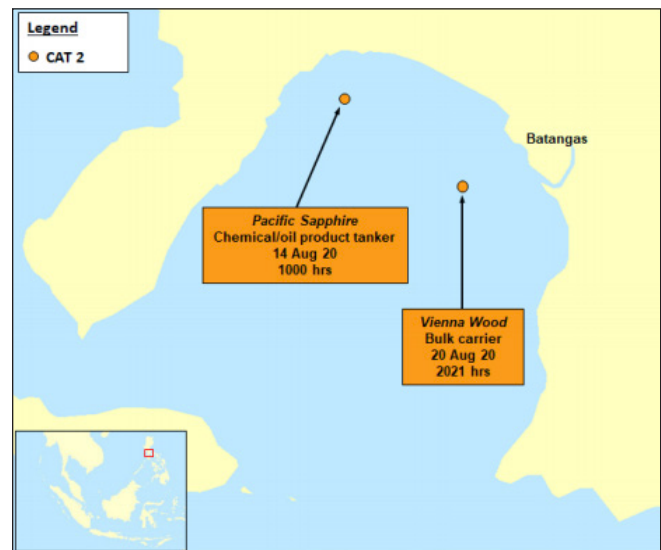 Legend
CAT 2
Batangas
Pacific Sapphire
Chemical/oil product tanker
14 Aug 20
1000 hrs
Vienna Wood
Bulk carrier
20 Aug 20
2021 hrs